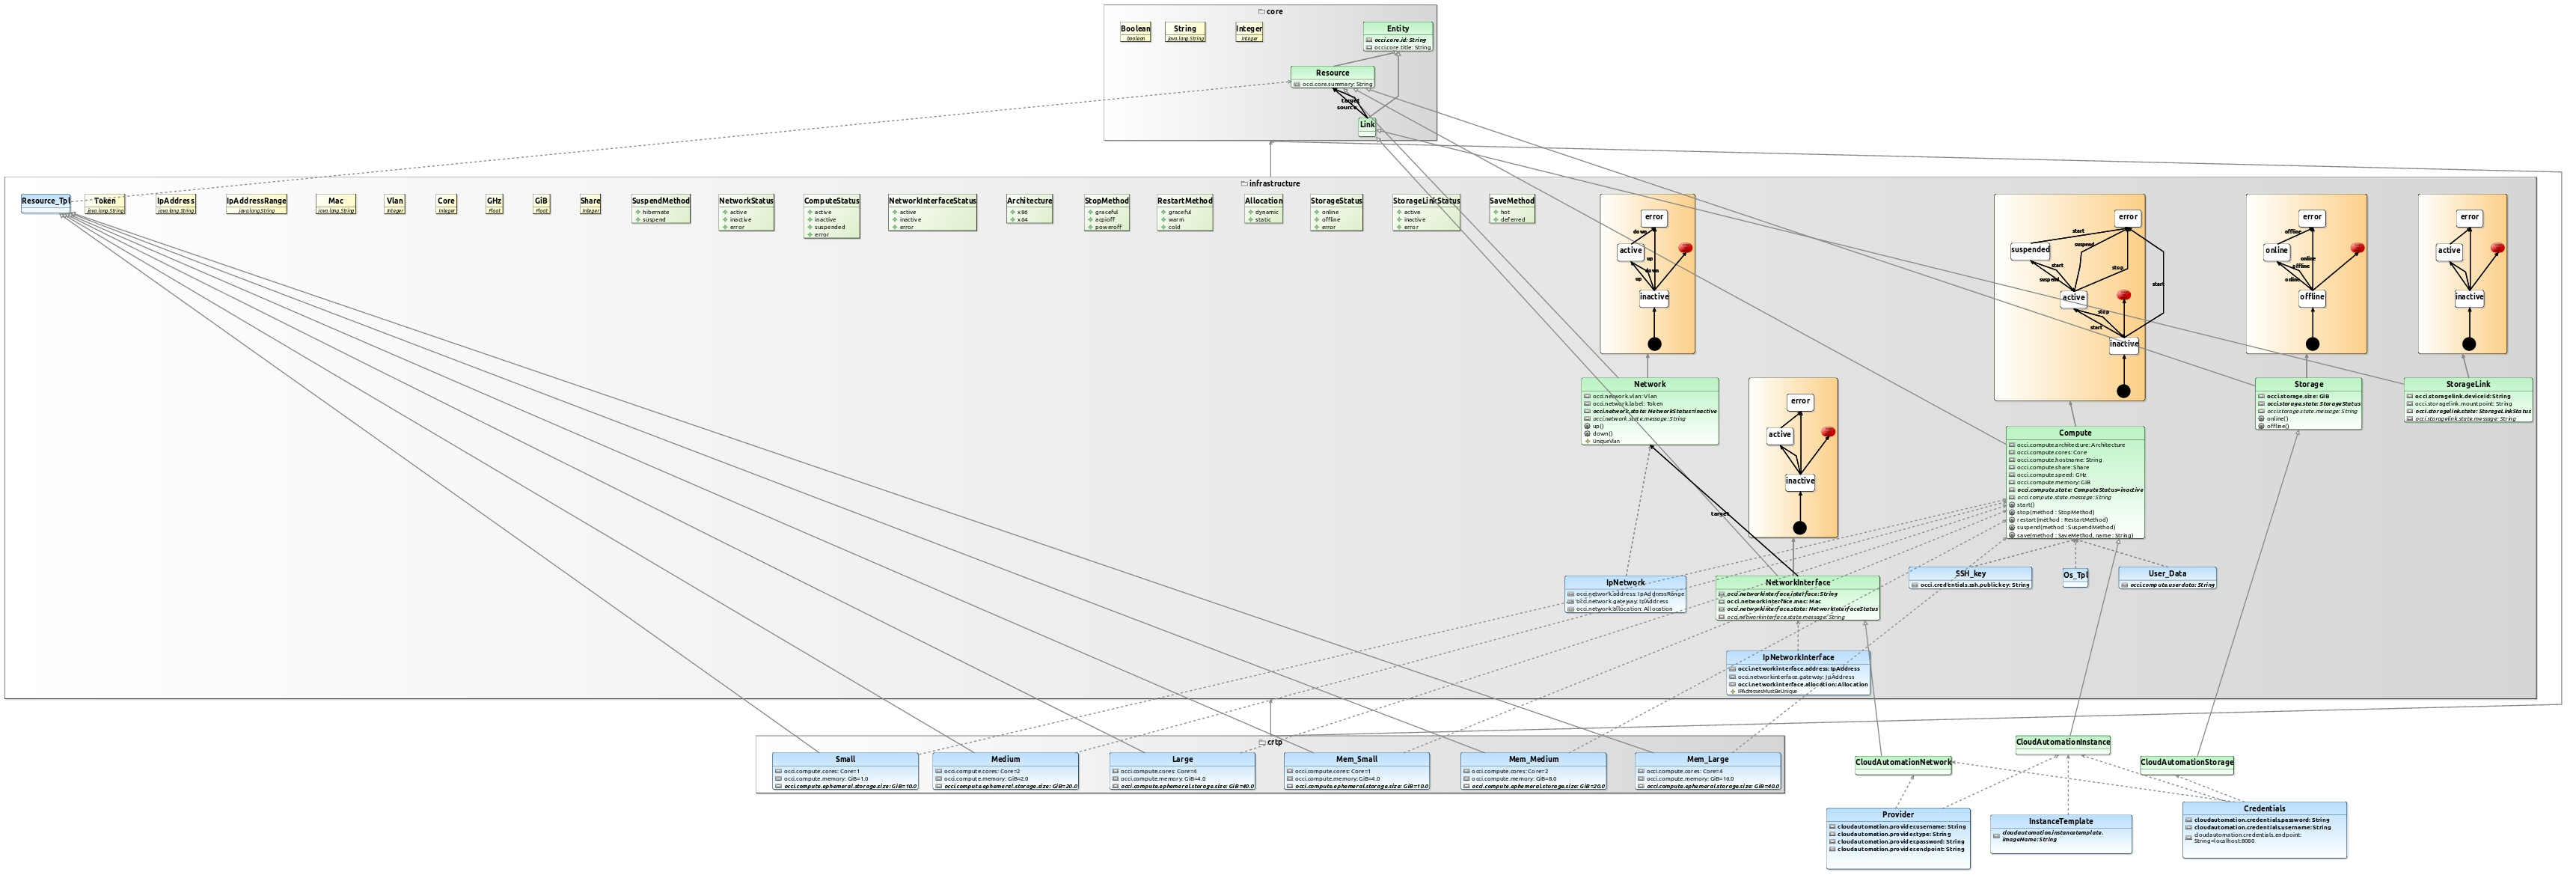 core
Boolean
boolean
String
java.lang.String
Integer
Integer
Entity
occi.core.id: String
occi.core.title: String
Resource
occi.core.summary: String
target
source
Link
infrastructure
Resource_Tpl
Token
java.lang.String
IpAddress
java.lang.String
IpAddressRange
java.lang.String
Mac
java.lang.String
Vlan
Integer
Core
Integer
GHz
float
GiB
float
Share
Integer
SuspendMethod
hibernate
suspend
NetworkStatus
active
inactive
error
ComputeStatus
active
inactive
suspended
error
NetworkInterfaceStatus
active
inactive
error
Architecture
x86
x64
StopMethod
graceful
acpioff
poweroff
RestartMethod
graceful
warm
cold
Allocation
dynamic
static
StorageStatus
online
offline
error
StorageLinkStatus
active
inactive
error
SaveMethod
hot
deferred
error
down
active
up
down
up
inactive
error
start
suspended
suspend
start
stop
suspend
start
active
stop
start
inactive
error
offline
online
online
offline
online
offline
error
active
inactive
Network
occi.network.vlan: Vlan
occi.network.label: Token
occi.network.state: NetworkStatus=inactive
occi.network.state.message: String
up()
down()
UniqueVlan
error
active
inactive
target
Storage
occi.storage.size: GiB
occi.storage.state: StorageStatus
occi.storage.state.message: String
online()
offline()
StorageLink
occi.storagelink.deviceid: String
occi.storagelink.mountpoint: String
occi.storagelink.state: StorageLinkStatus
occi.storagelink.state.message: String
Compute
occi.compute.architecture: Architecture
occi.compute.cores: Core
occi.compute.hostname: String
occi.compute.share: Share
occi.compute.speed: GHz
occi.compute.memory: GiB
occi.compute.state: ComputeStatus=inactive
occi.compute.state.message: String
start()
stop(method : StopMethod)
restart(method : RestartMethod)
suspend(method : SuspendMethod)
save(method : SaveMethod, name : String)
IpNetwork
occi.network.address: IpAddressRange
occi.network.gateway: IpAddress
occi.network.allocation: Allocation
NetworkInterface
occi.networkinterface.interface: String
occi.networkinterface.mac: Mac
occi.networkinterface.state: NetworkInterfaceStatus
occi.networkinterface.state.message: String
SSH_key
occi.credentials.ssh.publickey: String
Os_Tpl
User_Data
occi.compute.userdata: String
IpNetworkInterface
occi.networkinterface.address: IpAddress
occi.networkinterface.gateway: IpAddress
occi.networkinterface.allocation: Allocation
IPAdressesMustBeUnique
crtp
Small
occi.compute.cores: Core=1
occi.compute.memory: GiB=1.0
occi.compute.ephemeral.storage.size: GiB=10.0
Medium
occi.compute.cores: Core=2
occi.compute.memory: GiB=2.0
occi.compute.ephemeral.storage.size: GiB=20.0
Large
occi.compute.cores: Core=4
occi.compute.memory: GiB=4.0
occi.compute.ephemeral.storage.size: GiB=40.0
Mem_Small
occi.compute.cores: Core=1
occi.compute.memory: GiB=4.0
occi.compute.ephemeral.storage.size: GiB=10.0
Mem_Medium
occi.compute.cores: Core=2
occi.compute.memory: GiB=8.0
occi.compute.ephemeral.storage.size: GiB=20.0
Mem_Large
occi.compute.cores: Core=4
occi.compute.memory: GiB=16.0
occi.compute.ephemeral.storage.size: GiB=40.0
CloudAutomationNetwork
CloudAutomationInstance
CloudAutomationStorage
Provider
cloudautomation.provider.username: String
cloudautomation.provider.type: String
cloudautomation.provider.password: String
cloudautomation.provider.endpoint: String
InstanceTemplate
cloudautomation.instancetemplate.
imageName: String
Credentials
cloudautomation.credentials.password: String
cloudautomation.credentials.username: String
cloudautomation.credentials.endpoint:
String=localhost:8080